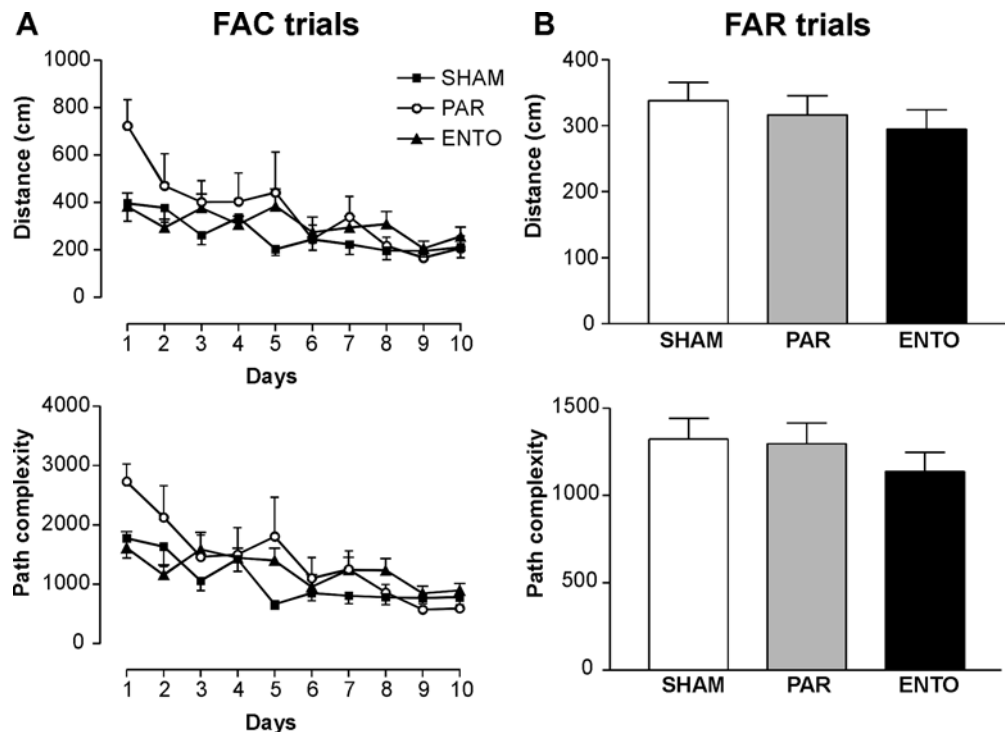 A FAC trials
1000
800
600
400
200
0
Distance (cm)
SHAM
PAR
ENTO
1 2 3 4 5 6 7 8 9 10
Days
4000
3000
2000
1000
0
Path complexity
1 2 3 4 5 6 7 8 9 10
Days
B FAR trials
400
300
200
100
0
Distance (cm)
SHAM PAR ENTO
1500
1000
500
0
Path complexity
SHAM PAR ENTO